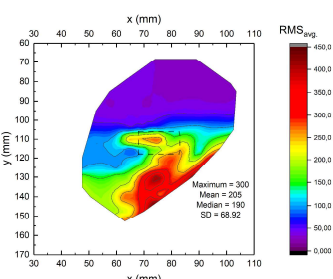 x (mm)
RMSavg.
30 40 50 60 70 80 90 100 110
60
70
80
90
100
110
120
130
140
150
160
170
y (mm)
Maximum = 300
Mean = 205
Median = 190
SD = 68.92
450,0
400,0
350,0
300,0
250,0
200,0
150,0
100,0
50,00
0,000
30 40 50 60 70 80 90 100 110
x (mm)